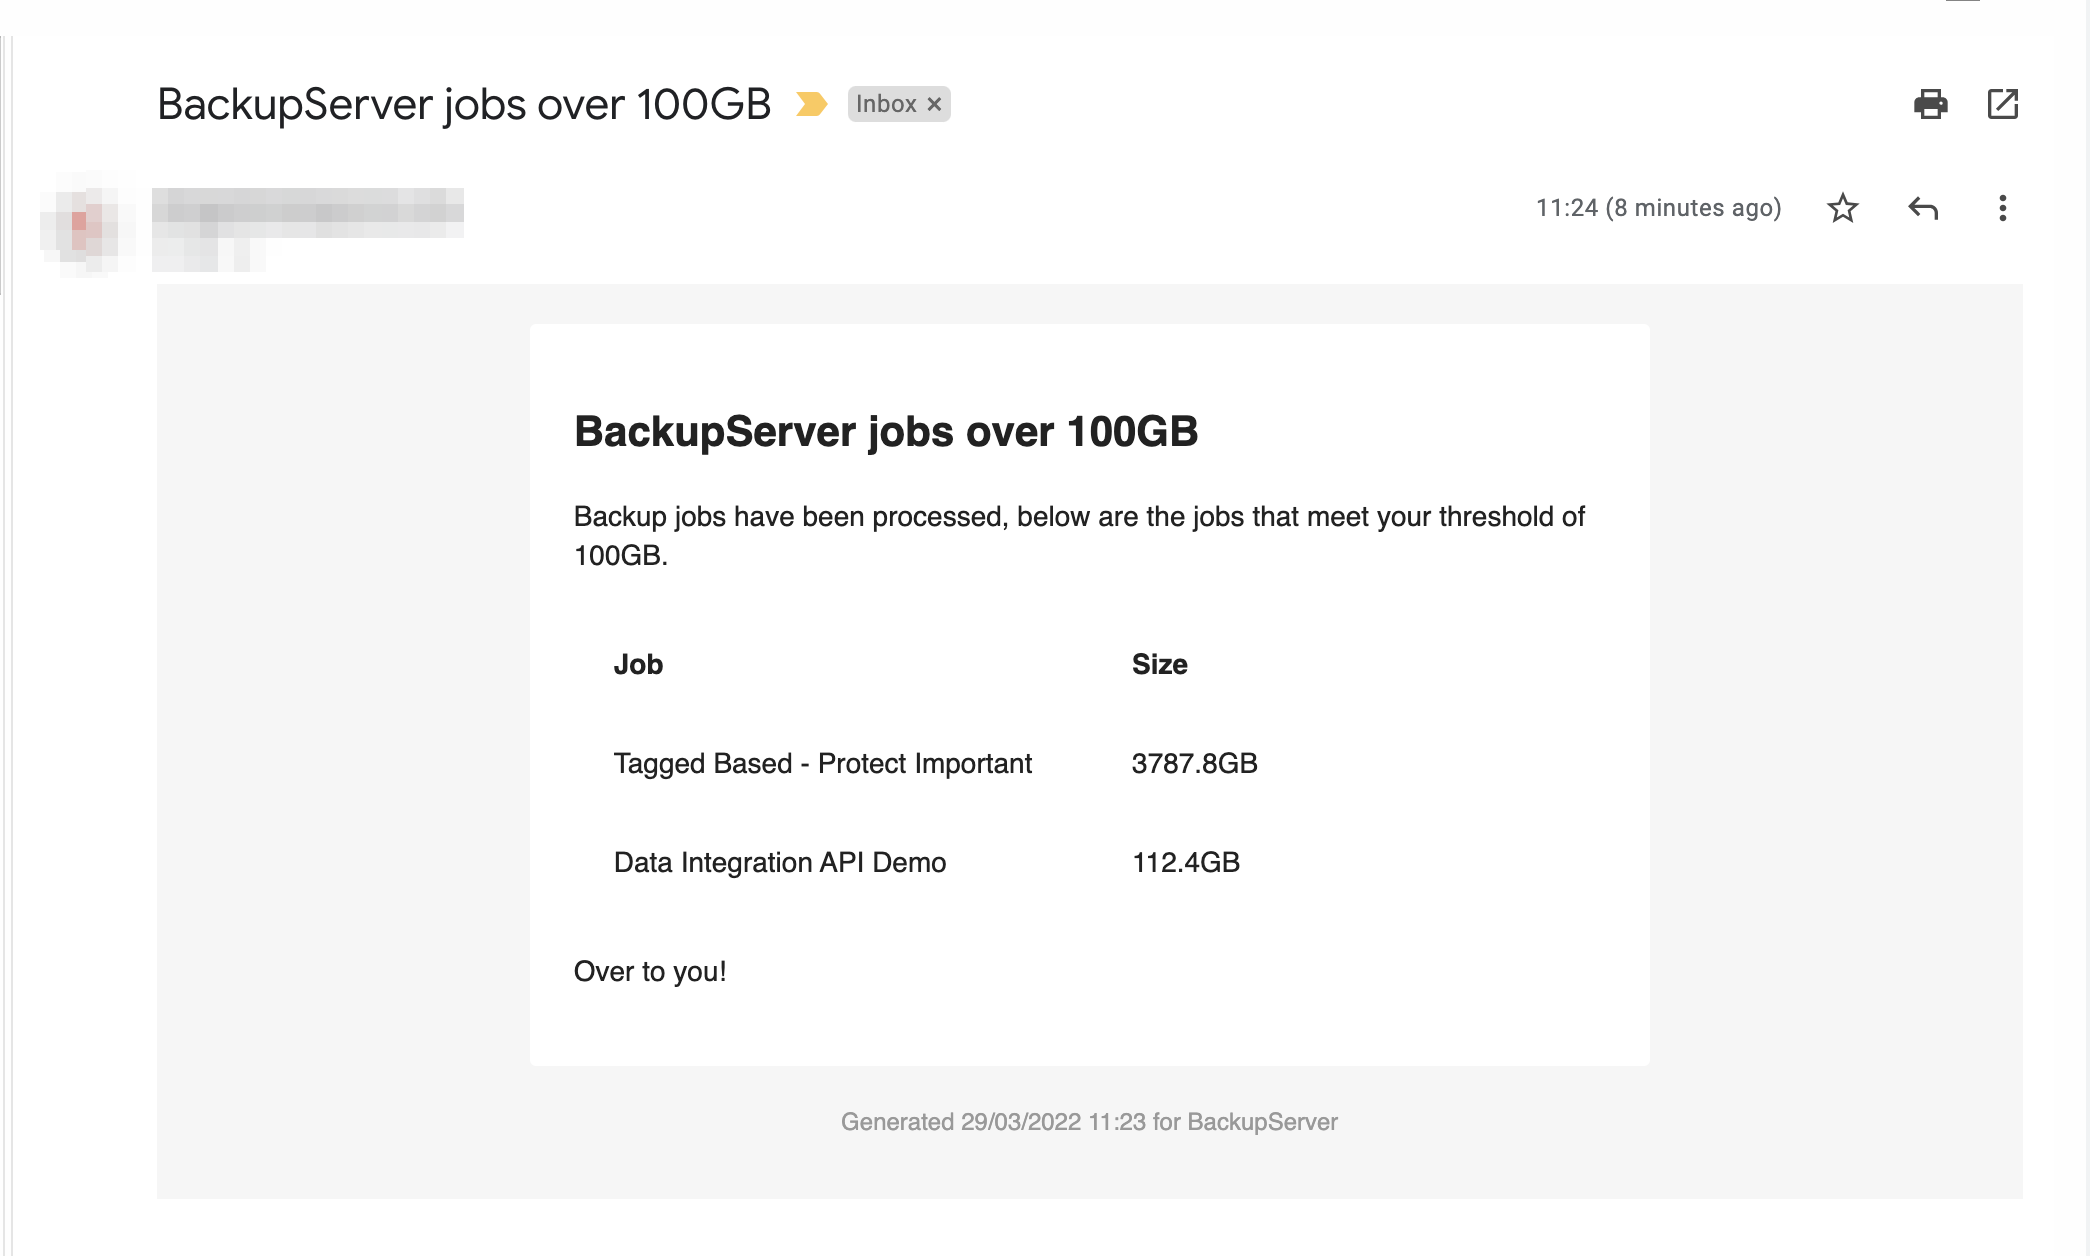 BackupServer jobs over 100GB Inbox ×
11:24 (8 minutes ago)
BackupServer jobs over 100GB
Backup jobs have been processed, below are the jobs that meet your threshold of
100GB.
Job Size
Tagged Based - Protect Important 3787.8GB
Data Integration API Demo 112.4GB
Over to you!
Generated 29/03/2022 11:23 for BackupServer